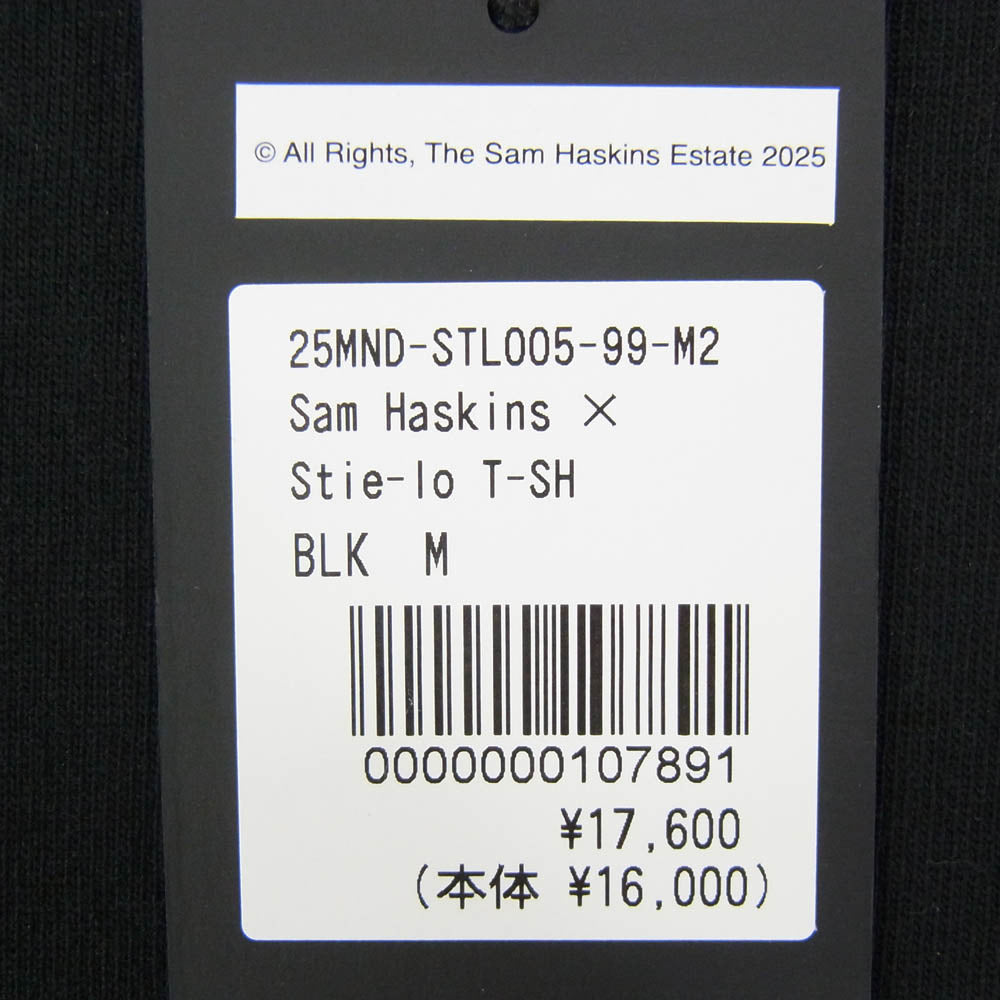 © All Rights, The Sam Haskins Estate 2025
25MND-STL005-99-M2
Sam Haskins ×
Stie-lo T-SH
BLK M
0000000107891
¥17,600
(本体 ¥16,000)